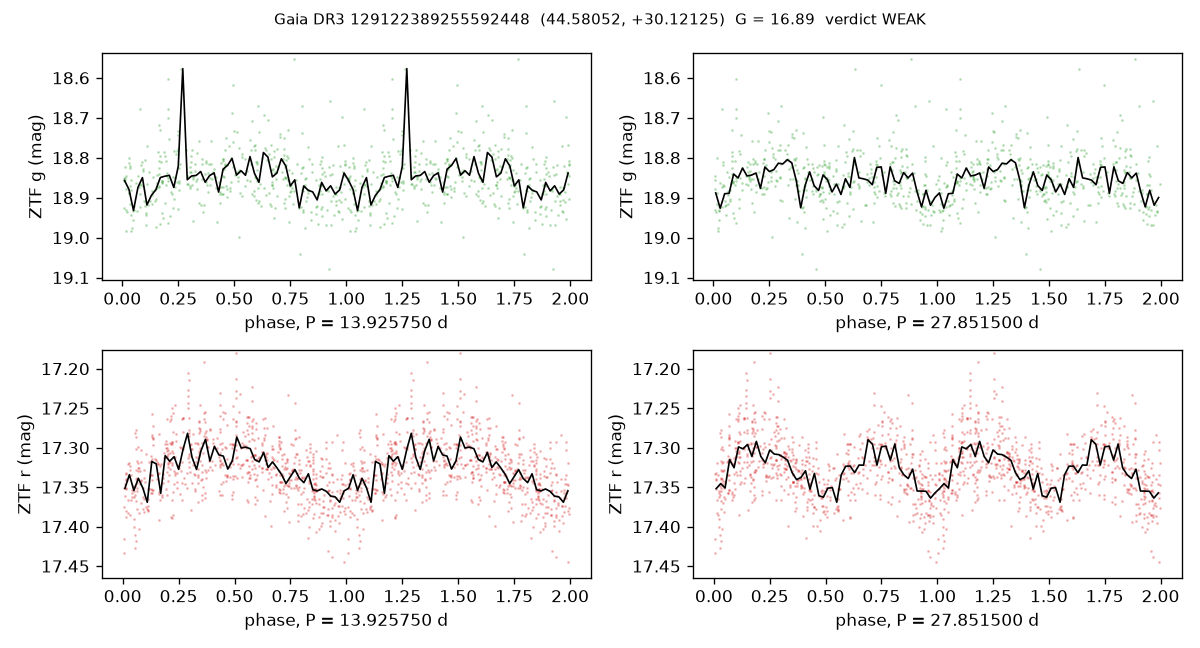 Gaia DR3 129122389255592448  (44.58052, +30.12125)  G = 16.89  verdict WEAK
ZTF g (mag)
18.6
18.7
18.8
18.9
19.0
19.1
0.00 0.25 0.50 0.75 1.00 1.25 1.50 1.75 2.00
phase, P = 13.925750 d
ZTF g (mag)
18.6
18.7
18.8
18.9
19.0
19.1
0.00 0.25 0.50 0.75 1.00 1.25 1.50 1.75 2.00
phase, P = 27.851500 d
ZTF r (mag)
17.20
17.25
17.30
17.35
17.40
17.45
0.00 0.25 0.50 0.75 1.00 1.25 1.50 1.75 2.00
phase, P = 13.925750 d
ZTF r (mag)
17.20
17.25
17.30
17.35
17.40
17.45
0.00 0.25 0.50 0.75 1.00 1.25 1.50 1.75 2.00
phase, P = 27.851500 d